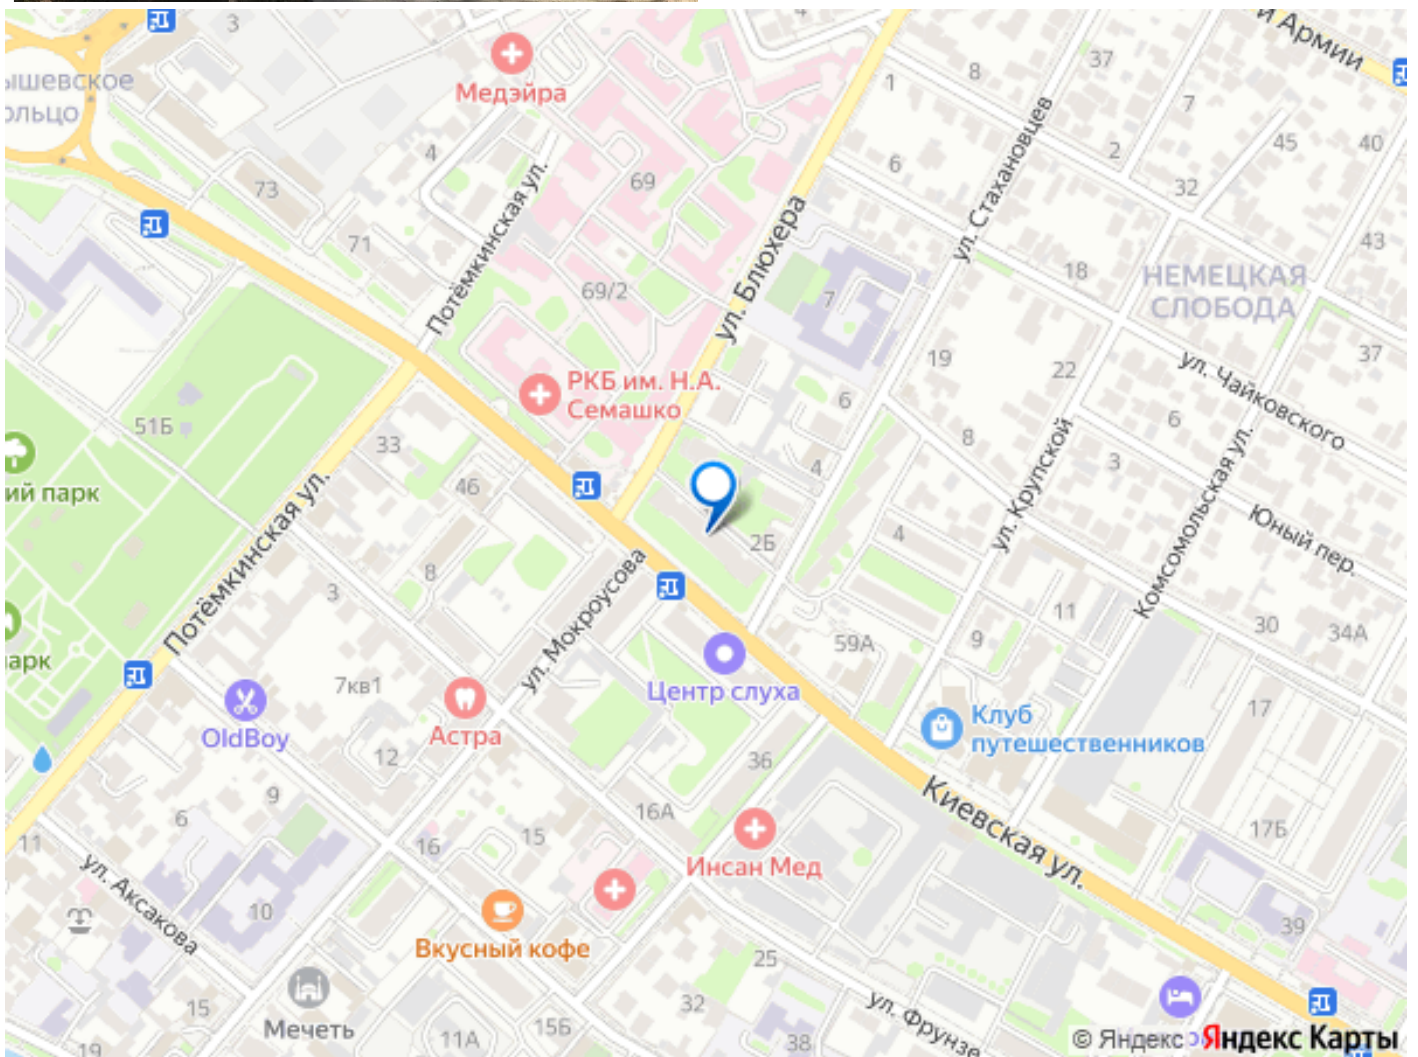 й Армии
ышевское
ольцо
Медэйра
37
8
1
7
4
2
45
40
6
69
73
Потёмкинская ул.
ул. Блюхера
ул. Стахановцев
32
71
43
18
НЕМЕЦКАЯ
СЛОБОДА
69/2
7
19
22
37
ул. Чайковского
РКБ им. Н.А.
Семашко
6
6
51Б
33
8
3
4
46
ий парк
ул. Крупской
Комсомольская ул.
Юный пер.
Потёмкинская ул.
2Б
4
8
ул. Мокроусова
3
11
30
34А
59А
9
арк
Центр слуха
7кв1
OldBoy
Астра
Клуб
путешественников
17
12
36
9
6
16А
Киевская ул.
17Б
11
16
15
Инсан Мед
ул. Аксакова
10
39
Вкусный кофе
25
15
Мечеть
11А
15Б
32
38
ул. Фрунзе
19
© Яндекс Яндекс Карты